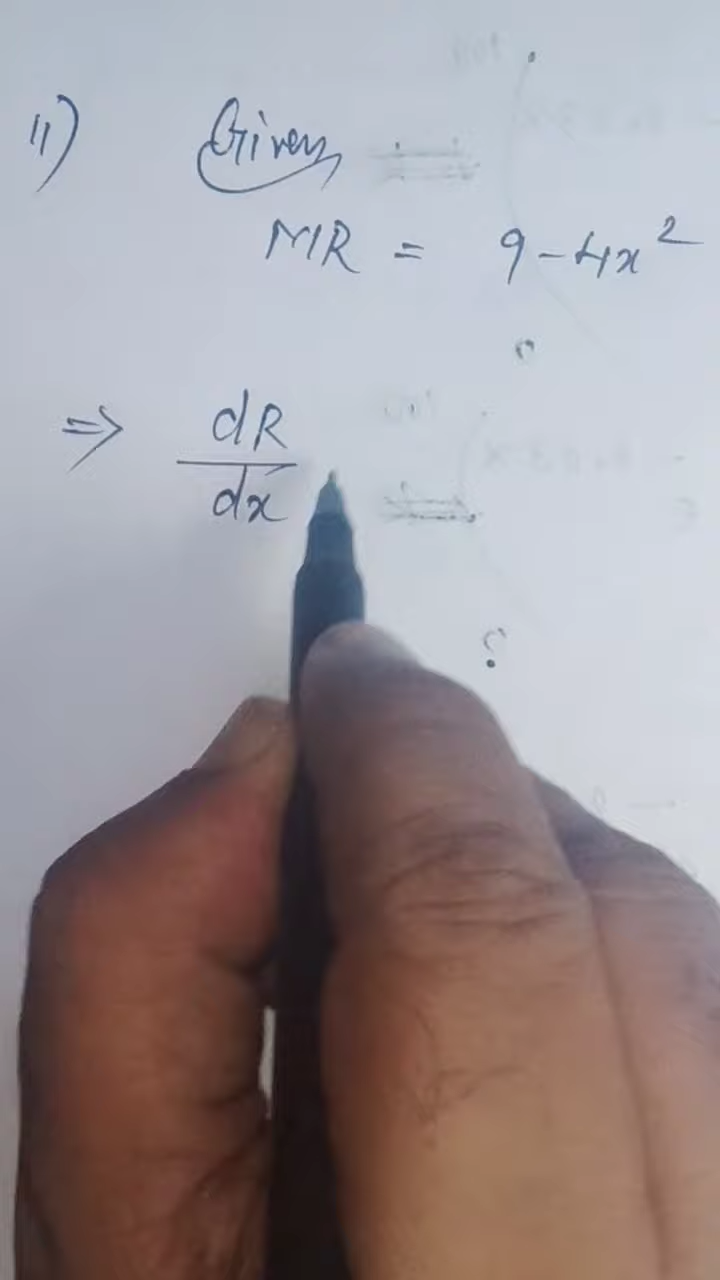 11) Given
MR = 9-4x²
⇒ dR
dx